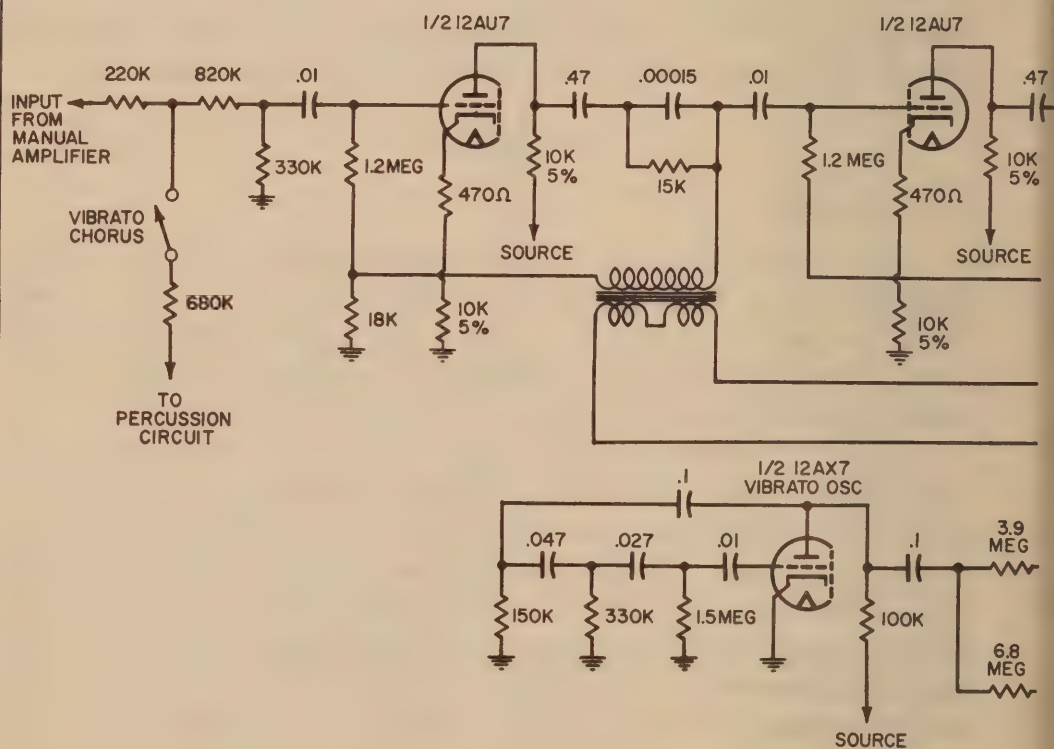 1/2 12AU7
1/2 12AU7
220K
820K
.01
.47
.00015
.01
.47
INPUT
FROM
MANUAL
AMPLIFIER
330K
1.2MEG
470Ω
10K
5%
15K
1.2 MEG
470Ω
10K
5%
VIBRATO
CHORUS
SOURCE
SOURCE
680K
18K
10K
5%
10K
5%
TO
PERCUSSION
CIRCUIT
1/2 12AX7
VIBRATO OSC
.1
.047
.027
.01
.1
3.9
MEG
150K
330K
1.5MEG
100K
6.8
MEG
SOURCE